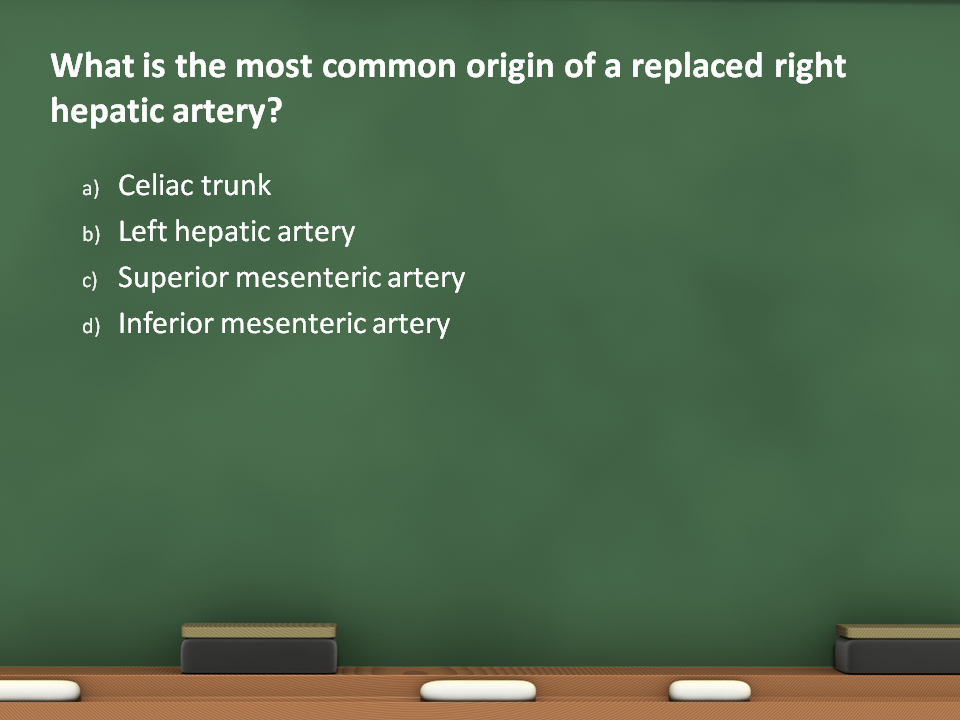 What is the most common origin of a replaced right
hepatic artery?
a) Celiac trunk
b) Left hepatic artery
c) Superior mesenteric artery
d) Inferior mesenteric artery